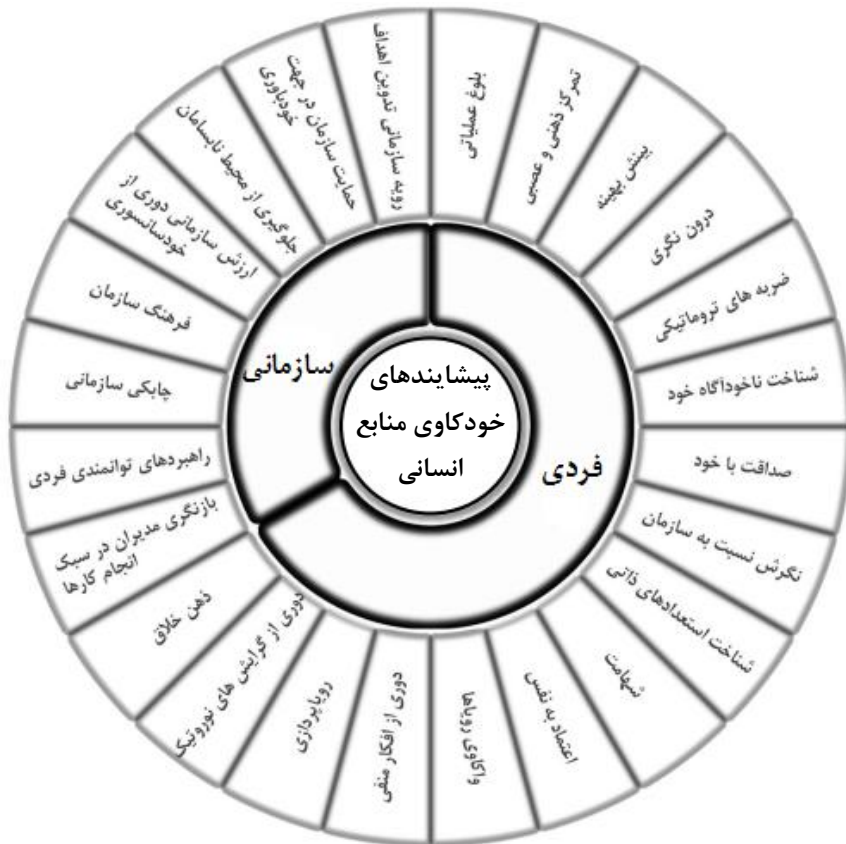 پیشایندهای
خودکاوی منابع
انسانی
فردی
سازمانی
بلوغ عملیاتی
تمرکز ذهنی و عصبی
بینش بهینه
درون نگری
ضربه های تروماتیکی
شناخت ناخودآگاه خود
صداقت با خود
نگرش نسبت به سازمان
شناخت استعدادهای ذاتی
شهامت
اعتماد به نفس
واکاوی رویاها
دوری از افکار منفی
رویاپردازی
دوری از گرایش های نوروتیک
ذهن خلاق
بازنگری مدیران در سبک
انجام کارها
راهبردهای توانمندی فردی
چابکی سازمانی
فرهنگ سازمان
ارزش سازمانی دوری از
خودسانسوری
جلوگیری از محیط نابسامان
حمایت سازمان در جهت
خودباوری
رویه سازمانی تدوین اهداف